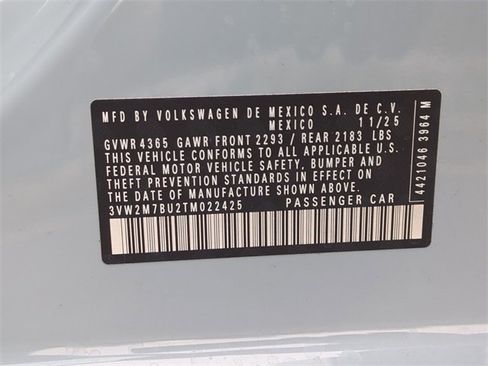 MFD BY VOLKSWAGEN DE MEXICO S.A. DE C.V.
MEXICO 11/25
GVWR 4365 GAWR FRONT 2293 / REAR 2183 LBS
THIS VEHICLE CONFORMS TO ALL APPLICABLE U.S.
FEDERAL MOTOR VEHICLE SAFETY, BUMPER AND
THEFT PREVENTION STANDARDS IN EFFECT ON
THE DATE OF MANUFACTURE SHOWN ABOVE.
3VW2M7BU2TM022425 PASSENGER CAR
4421046 3964 M